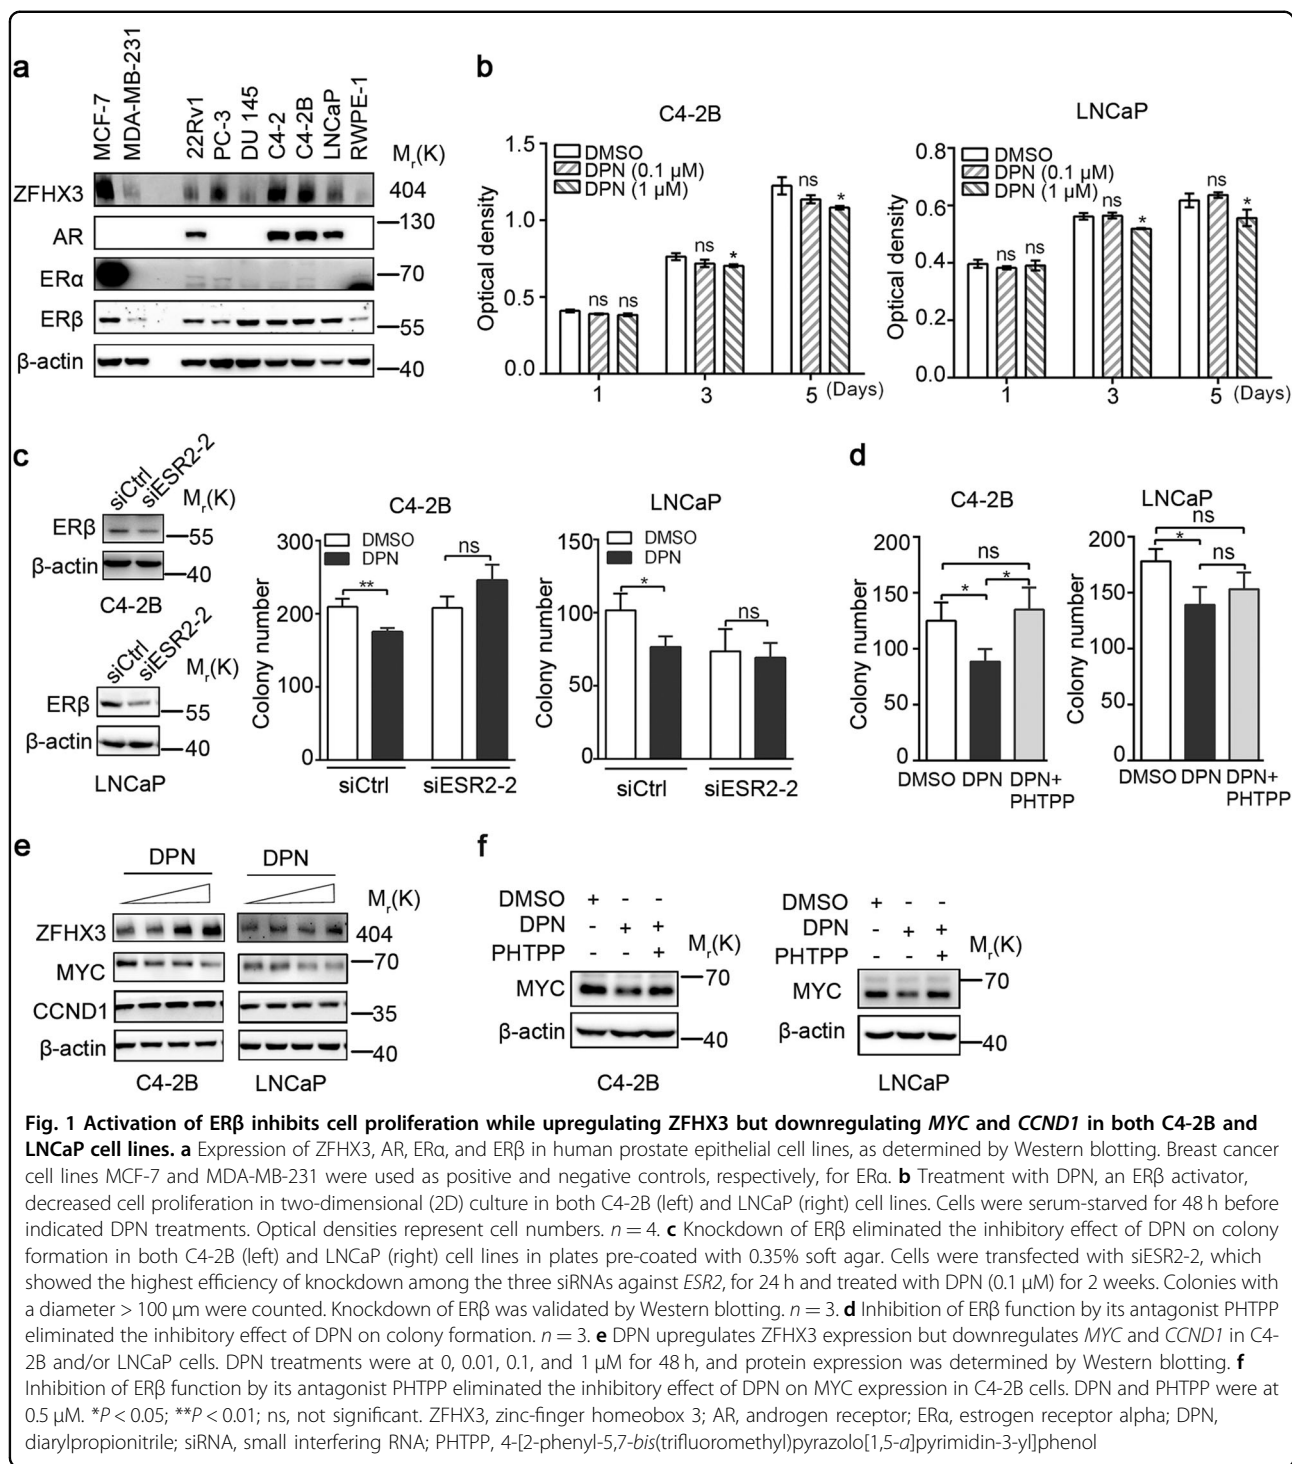 a
MCF-7
MDA-MB-231
22Rv1
PC-3
DU 145
C4-2
C4-2B
LNCaP
RWPE-1
Mr(K)
ZFHX3
404
130
AR
ERα
70
ERβ
55
β-actin
40
b
C4-2B
Optical density
1.5
1.0
0.5
0.0
DMSO
DPN (0.1 µM)
DPN (1 µM)
ns ns
ns *
ns *
1 3 5 (Days)
LNCaP
Optical density
0.8
0.6
0.4
0.2
0.0
DMSO
DPN (0.1 µM)
DPN (1 µM)
ns ns
ns *
ns *
1 3 5 (Days)
c
siCtrl
siESR2-2
Mr(K)
ERβ
55
β-actin
40
C4-2B
siCtrl
siESR2-2
Mr(K)
ERβ
55
β-actin
40
LNCaP
C4-2B
Colony number
300
200
100
0
DMSO
DPN
**
ns
siCtrl siESR2-2
LNCaP
Colony number
150
100
50
0
DMSO
DPN
*
ns
siCtrl siESR2-2
d
C4-2B
Colony number
200
150
100
50
0
ns
* *
DMSO DPN DPN+
PHTPP
LNCaP
Colony number
200
150
100
50
0
ns
* ns
DMSO DPN DPN+
PHTPP
e
DPN DPN
Mr(K)
ZFHX3
404
70
MYC
CCND1
35
β-actin
40
C4-2B LNCaP
f
DMSO + - -
DPN - + +
PHTPP - - +
Mr(K)
70
MYC
β-actin
40
C4-2B
DMSO + - -
DPN - + +
PHTPP - - +
Mr(K)
70
MYC
β-actin
40
LNCaP
Fig. 1 Activation of ERβ inhibits cell proliferation while upregulating ZFHX3 but downregulating MYC and CCND1 in both C4-2B and
LNCaP cell lines. a Expression of ZFHX3, AR, ERα, and ERβ in human prostate epithelial cell lines, as determined by Western blotting. Breast cancer
cell lines MCF-7 and MDA-MB-231 were used as positive and negative controls, respectively, for ERα. b Treatment with DPN, an ERβ activator,
decreased cell proliferation in two-dimensional (2D) culture in both C4-2B (left) and LNCaP (right) cell lines. Cells were serum-starved for 48 h before
indicated DPN treatments. Optical densities represent cell numbers. n = 4. c Knockdown of ERβ eliminated the inhibitory effect of DPN on colony
formation in both C4-2B (left) and LNCaP (right) cell lines in plates pre-coated with 0.35% soft agar. Cells were transfected with siESR2-2, which
showed the highest efficiency of knockdown among the three siRNAs against ESR2, for 24 h and treated with DPN (0.1 µM) for 2 weeks. Colonies with
a diameter > 100 µm were counted. Knockdown of ERβ was validated by Western blotting. n = 3. d Inhibition of ERβ function by its antagonist PHTPP
eliminated the inhibitory effect of DPN on colony formation. n = 3. e DPN upregulates ZFHX3 expression but downregulates MYC and CCND1 in C4-
2B and/or LNCaP cells. DPN treatments were at 0, 0.01, 0.1, and 1 µM for 48 h, and protein expression was determined by Western blotting. f
Inhibition of ERβ function by its antagonist PHTPP eliminated the inhibitory effect of DPN on MYC expression in C4-2B cells. DPN and PHTPP were at
0.5 µM. *P < 0.05; **P < 0.01; ns, not significant. ZFHX3, zinc-finger homeobox 3; AR, androgen receptor; ERα, estrogen receptor alpha; DPN,
diarylpropionitrile; siRNA, small interfering RNA; PHTPP, 4-[2-phenyl-5,7-bis(trifluoromethyl)pyrazolo[1,5-a]pyrimidin-3-yl]phenol